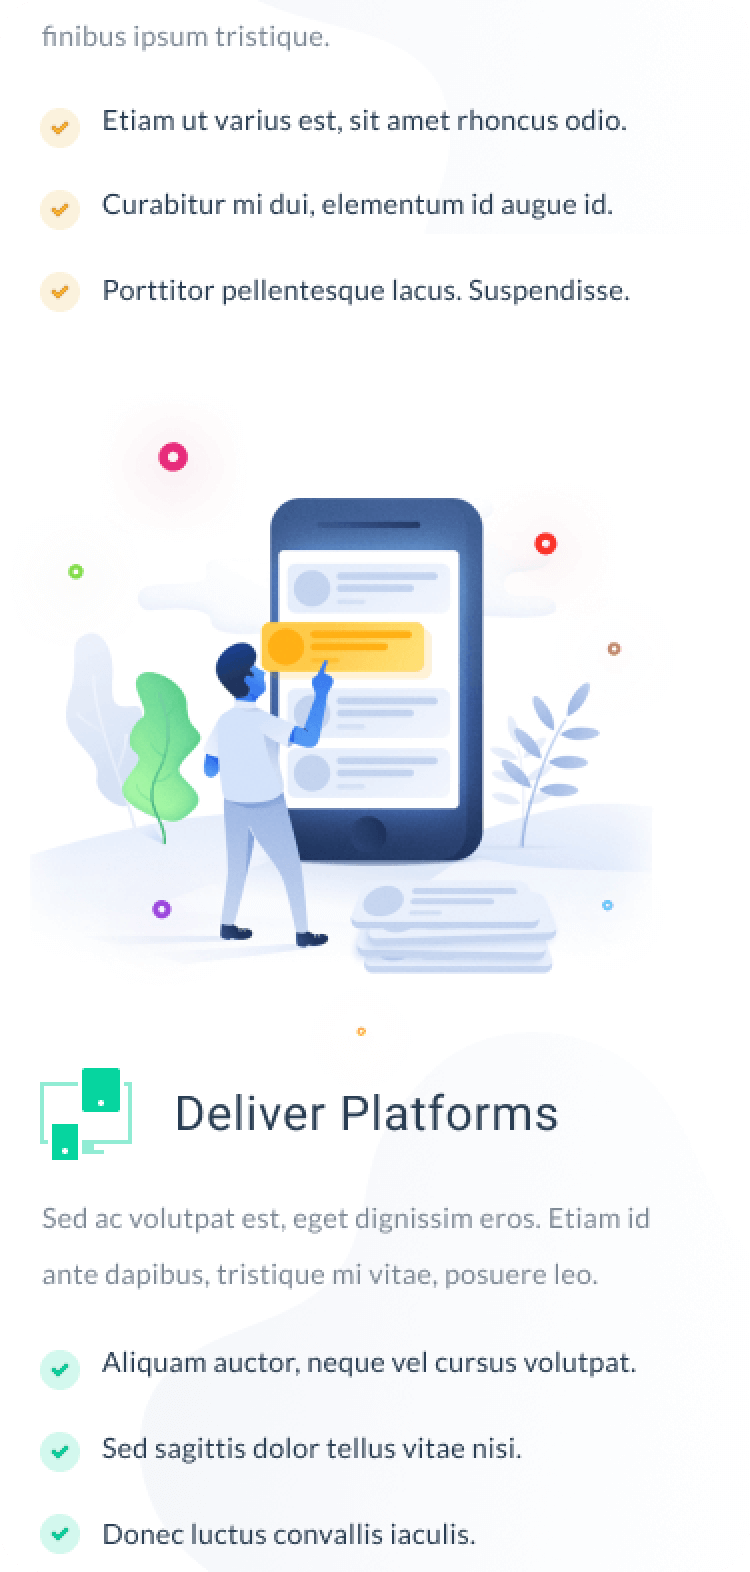 finibus ipsum tristique.
Etiam ut varius est, sit amet rhoncus odio.
Curabitur mi dui, elementum id augue id.
Porttitor pellentesque lacus. Suspendisse.
Deliver Platforms
Sed ac volutpat est, eget dignissim eros. Etiam id
ante dapibus, tristique mi vitae, posuere leo.
Aliquam auctor, neque vel cursus volutpat.
Sed sagittis dolor tellus vitae nisi.
Donec luctus convallis iaculis.